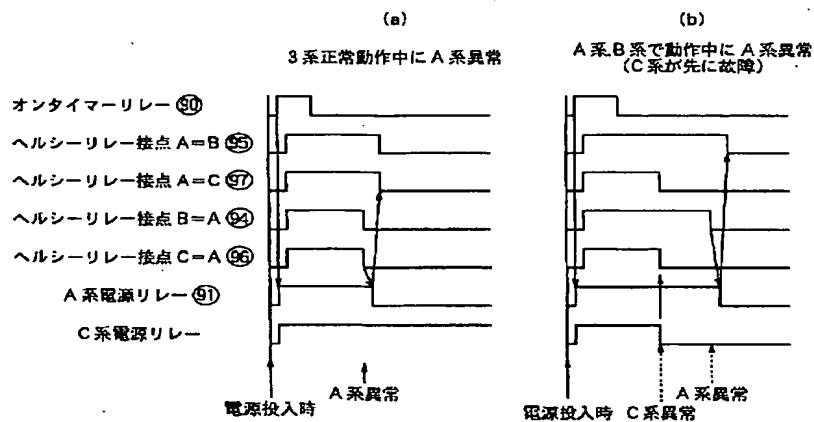 (a)
(b)
3系正常動作中にA系異常
A系,B系で動作中にA系異常
(C系が先に故障)
オンタイマーリレー 90
ヘルシーリレー接点 A=B 95
ヘルシーリレー接点 A=C 97
ヘルシーリレー接点 B=A 94
ヘルシーリレー接点 C=A 96
A系電源リレー 91
C系電源リレー
電源投入時
A系異常
電源投入時
C系異常
A系異常